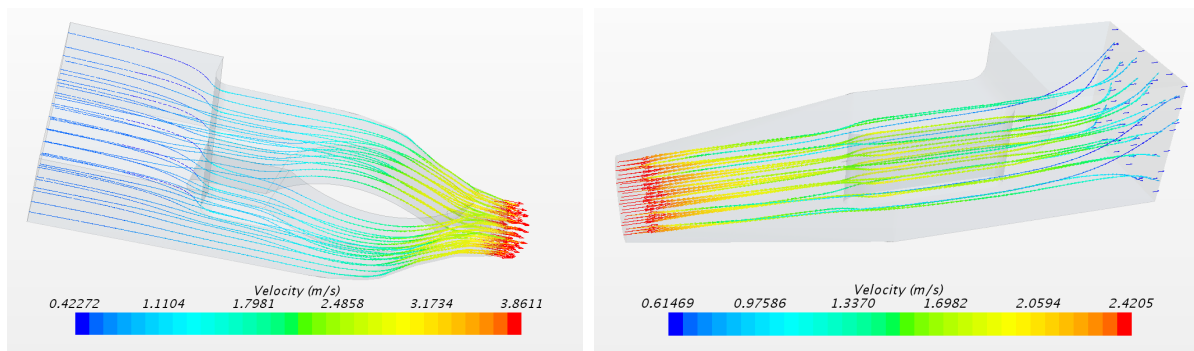 Velocity (m/s)
0.42272 1.1104 1.7981 2.4858 3.1734 3.8611
Velocity (m/s)
0.61469 0.97586 1.3370 1.6982 2.0594 2.4205